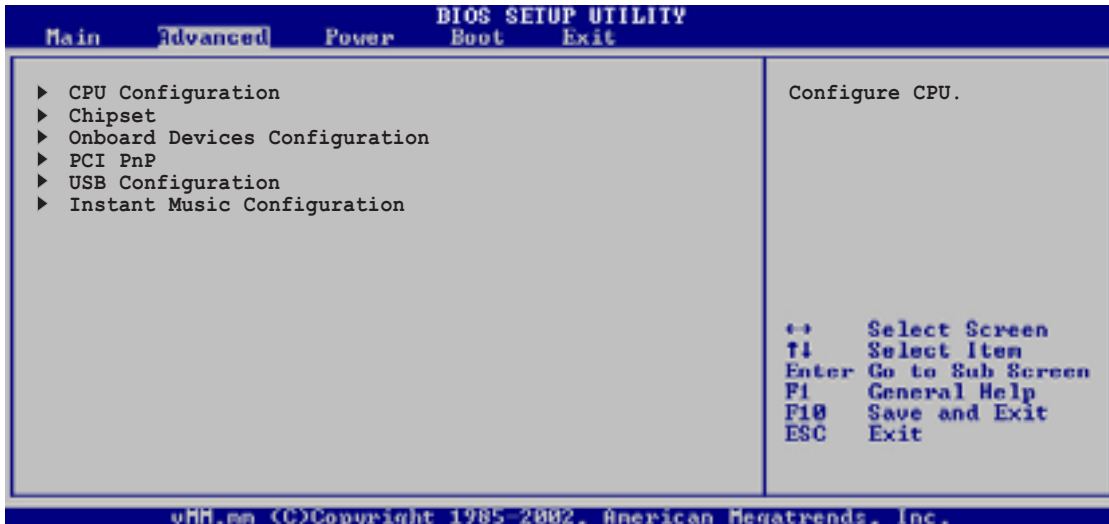 BIOS SETUP UTILITY
Main Advanced Power Boot Exit
CPU Configuration
Chipset
Onboard Devices Configuration
PCI PnP
USB Configuration
Instant Music Configuration
Configure CPU.
↔ Select Screen
↑↓ Select Item
Enter Go to Sub Screen
F1 General Help
F10 Save and Exit
ESC Exit
vMM.mm (C)Copyright 1985-2002, American Megatrends, Inc.